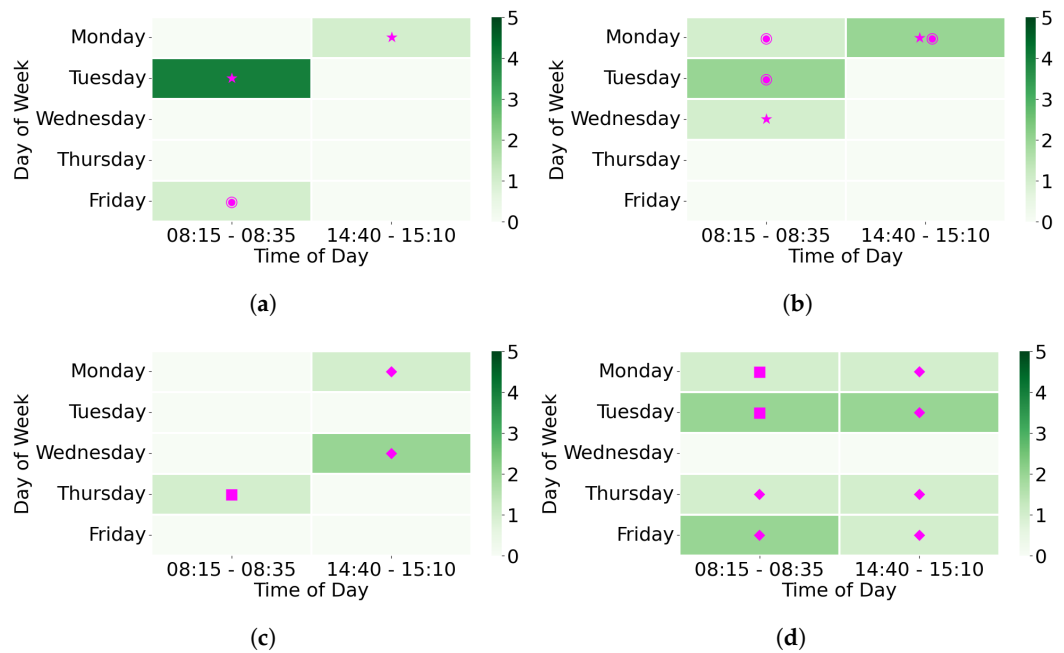 Day of Week
Monday
Tuesday
Wednesday
Thursday
Friday
08:15 - 08:35 14:40 - 15:10
Time of Day
5
4
3
2
1
0
(a)
Day of Week
Monday
Tuesday
Wednesday
Thursday
Friday
08:15 - 08:35 14:40 - 15:10
Time of Day
5
4
3
2
1
0
(b)
Day of Week
Monday
Tuesday
Wednesday
Thursday
Friday
08:15 - 08:35 14:40 - 15:10
Time of Day
5
4
3
2
1
0
(c)
Day of Week
Monday
Tuesday
Wednesday
Thursday
Friday
08:15 - 08:35 14:40 - 15:10
Time of Day
5
4
3
2
1
0
(d)